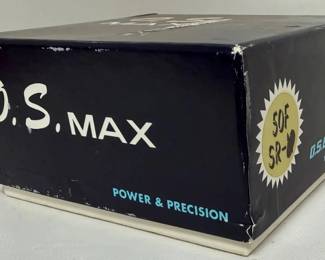 O.S. MAX
POWER & PRECISION
50F
SR-
O.S.